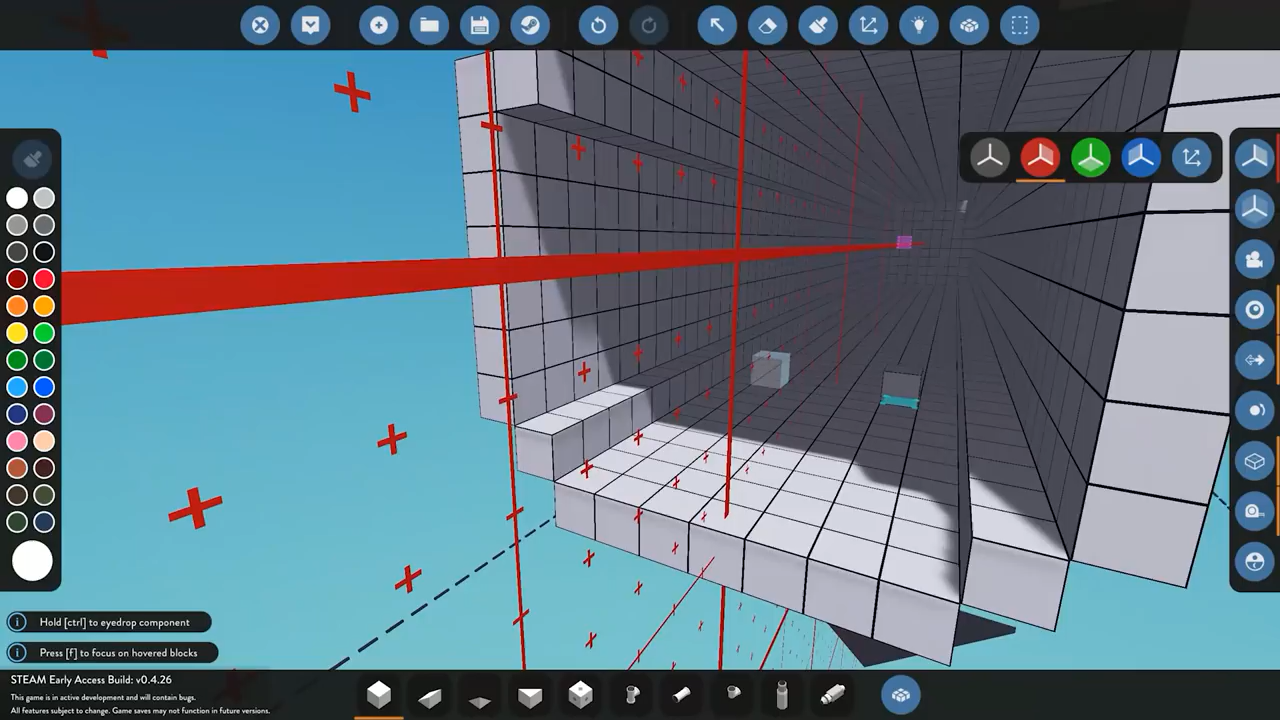 Hold [ctrl] to eyedrop component
Press [f] to focus on hovered blocks
STEAM Early Access Build: v0.4.26
This game is in active development and will contain bugs.
All features subject to change. Game saves may not function in future versions.